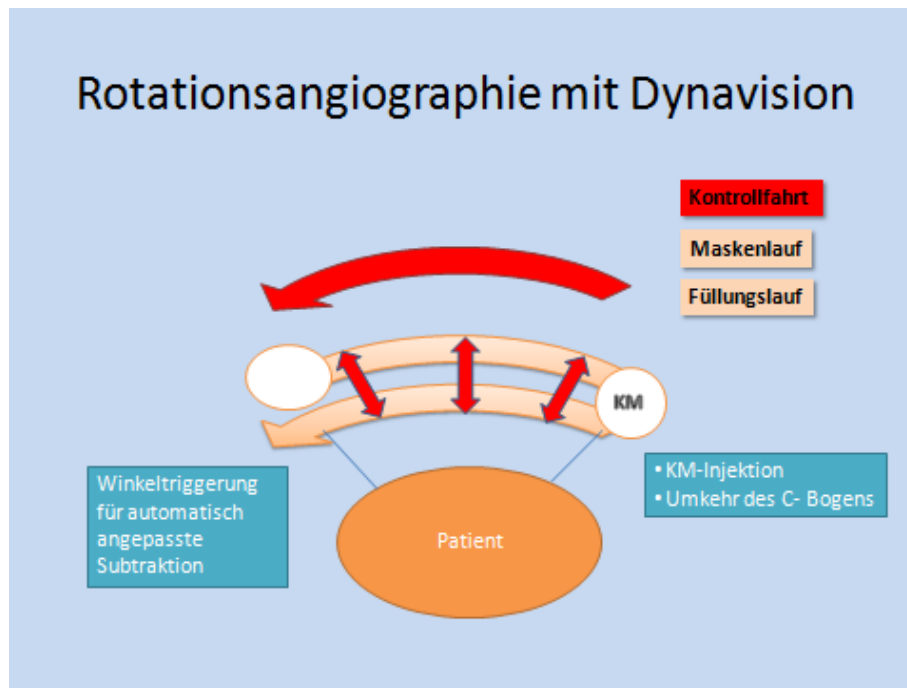 Rotationsangiographie mit Dynavision
Kontrollfahrt
Maskenlauf
Füllungslauf
KM
Winkeltriggerung
für automatisch
angepasste
Subtraktion
• KM-Injektion
• Umkehr des C- Bogens
Patient